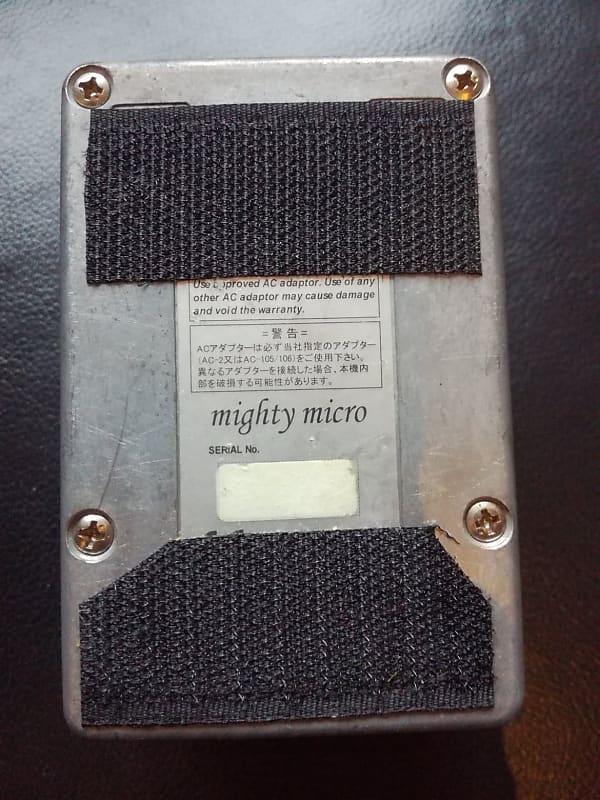 Use approved AC adaptor. Use of any
other AC adaptor may cause damage
and void the warranty.
=警告=
ACアダプターは必ず当社指定のアダプター
(AC-2又はAC-105/106)をご使用下さい。
異なるアダプターを接続した場合、本機内
部を破損する可能性があります。
mighty micro
SERIAL No.